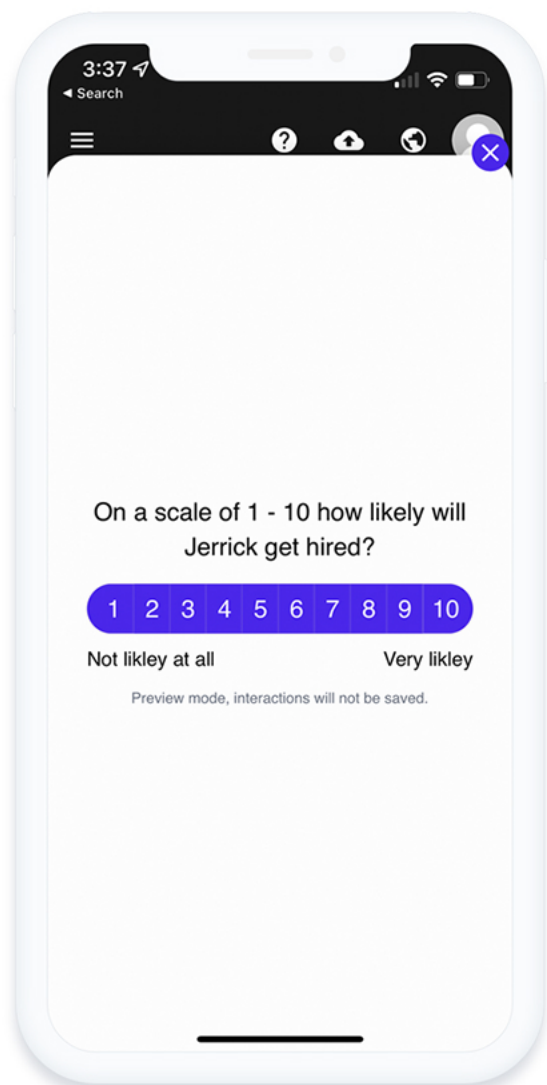 3:37
◀ Search
On a scale of 1 - 10 how likely will
Jerrick get hired?
1 2 3 4 5 6 7 8 9 10
Not likley at all Very likley
Preview mode, interactions will not be saved.